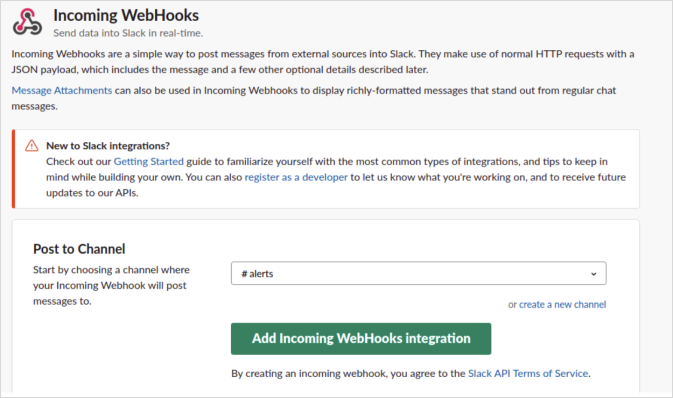 Incoming WebHooks
Send data into Slack in real-time.
Incoming Webhooks are a simple way to post messages from external sources into Slack. They make use of normal HTTP requests with a
JSON payload, which includes the message and a few other optional details described later.
Message Attachments can also be used in Incoming Webhooks to display richly-formatted messages that stand out from regular chat
messages.
New to Slack integrations?
Check out our Getting Started guide to familiarize yourself with the most common types of integrations, and tips to keep in
mind while building your own. You can also register as a developer to let us know what you're working on, and to receive future
updates to our APIs.
Post to Channel
Start by choosing a channel where
your Incoming Webhook will post
messages to.
# alerts
or create a new channel
Add Incoming WebHooks integration
By creating an incoming webhook, you agree to the Slack API Terms of Service.